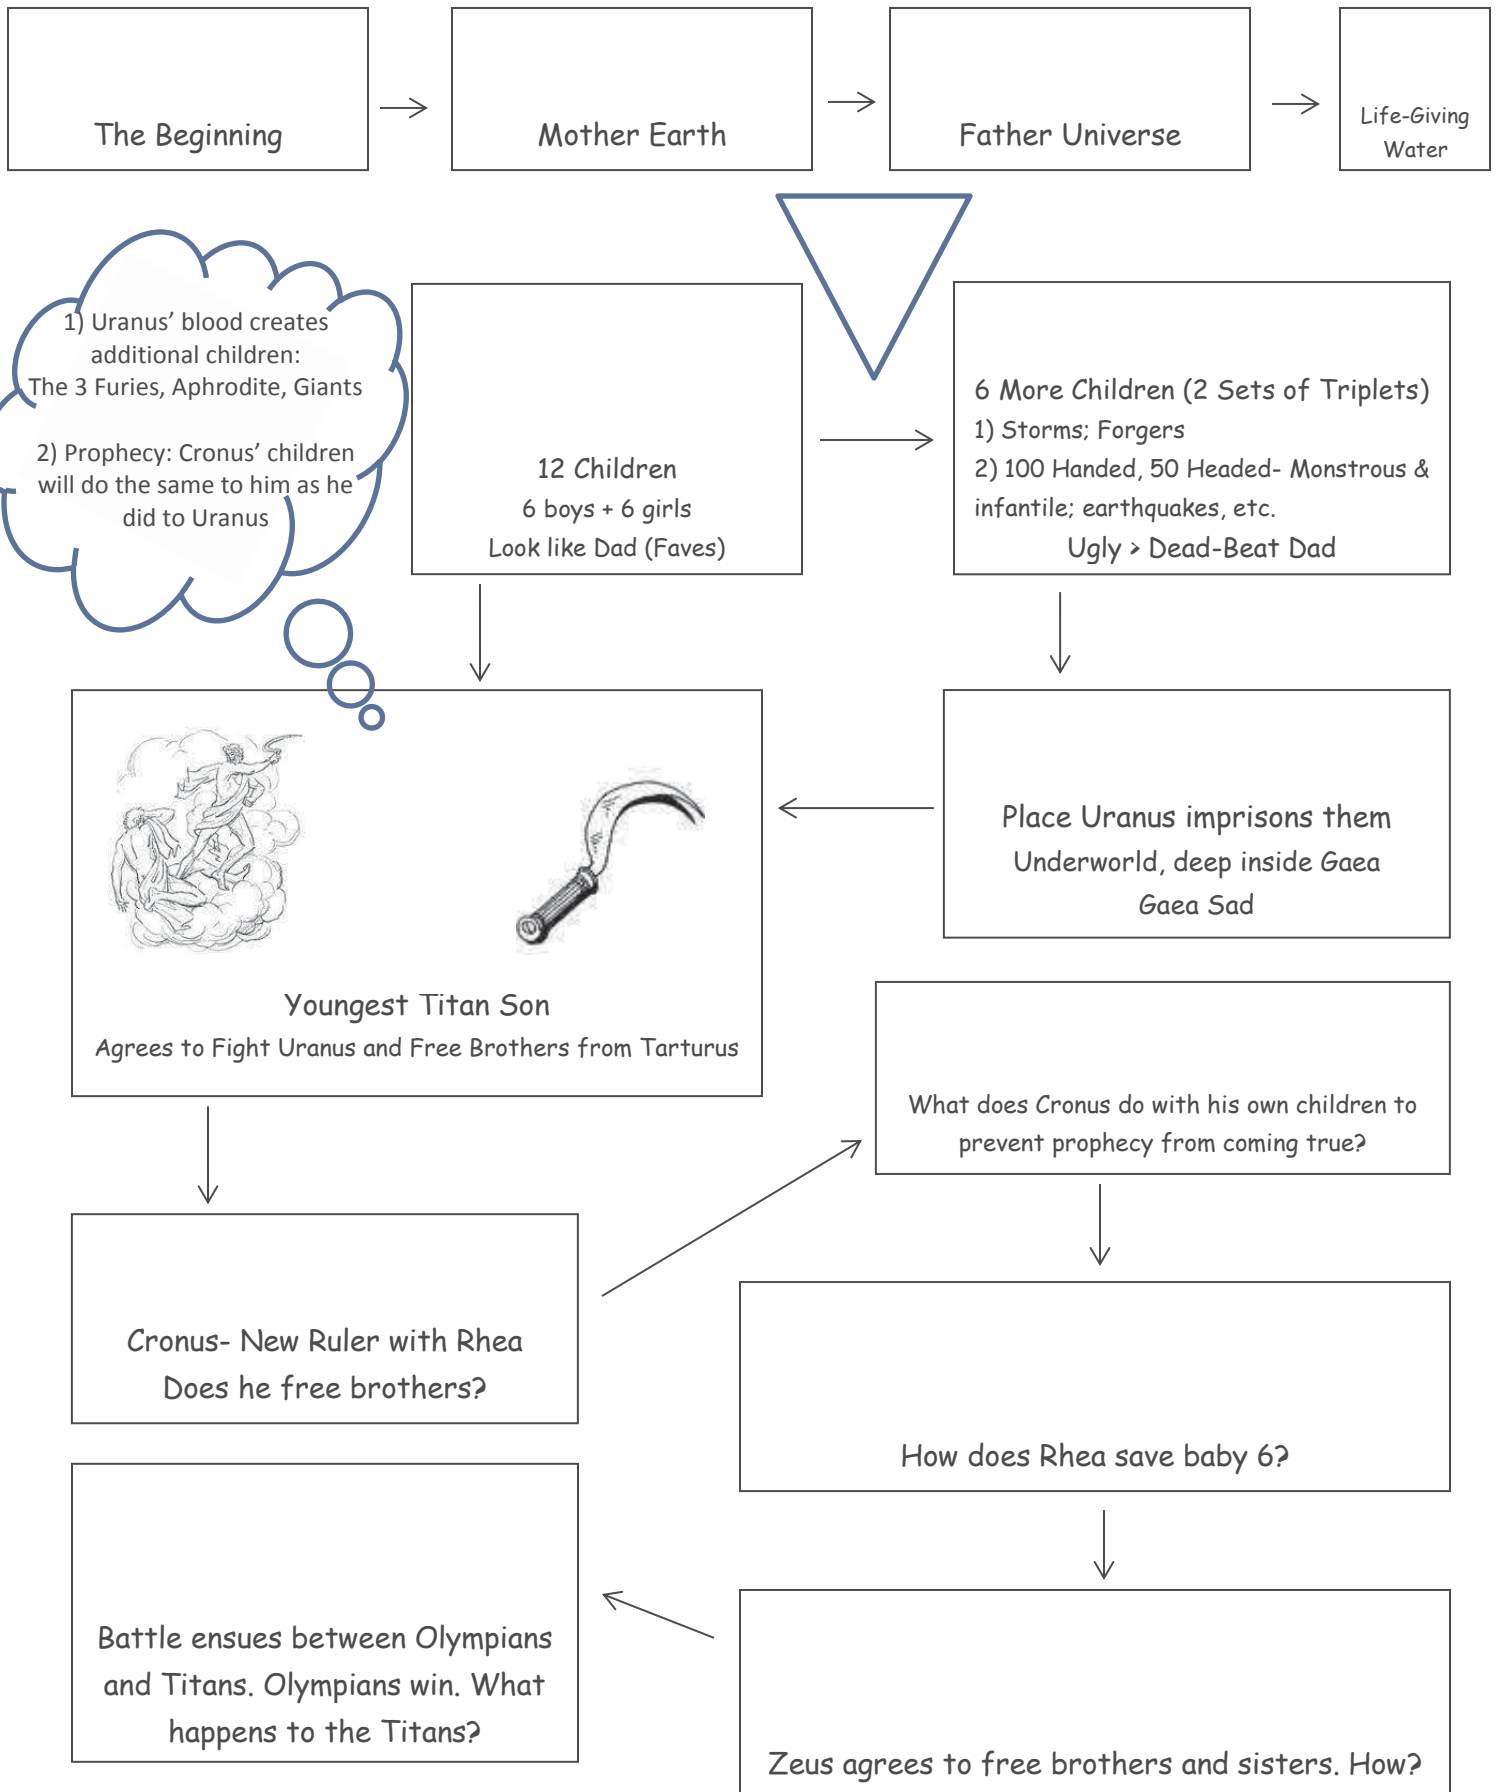 The Beginning
Mother Earth
Father Universe
Life-Giving
Water
1) Uranus’ blood creates
additional children:
The 3 Furies, Aphrodite, Giants
2) Prophecy: Cronus’ children
will do the same to him as he
did to Uranus
12 Children
6 boys + 6 girls
Look like Dad (Faves)
6 More Children (2 Sets of Triplets)
1) Storms; Forgers
2) 100 Handed, 50 Headed- Monstrous &
infantile; earthquakes, etc.
Ugly > Dead-Beat Dad
Youngest Titan Son
Agrees to Fight Uranus and Free Brothers from Tarturus
Place Uranus imprisons them
Underworld, deep inside Gaea
Gaea Sad
What does Cronus do with his own children to
prevent prophecy from coming true?
Cronus- New Ruler with Rhea
Does he free brothers?
How does Rhea save baby 6?
Battle ensues between Olympians
and Titans. Olympians win. What
happens to the Titans?
Zeus agrees to free brothers and sisters. How?